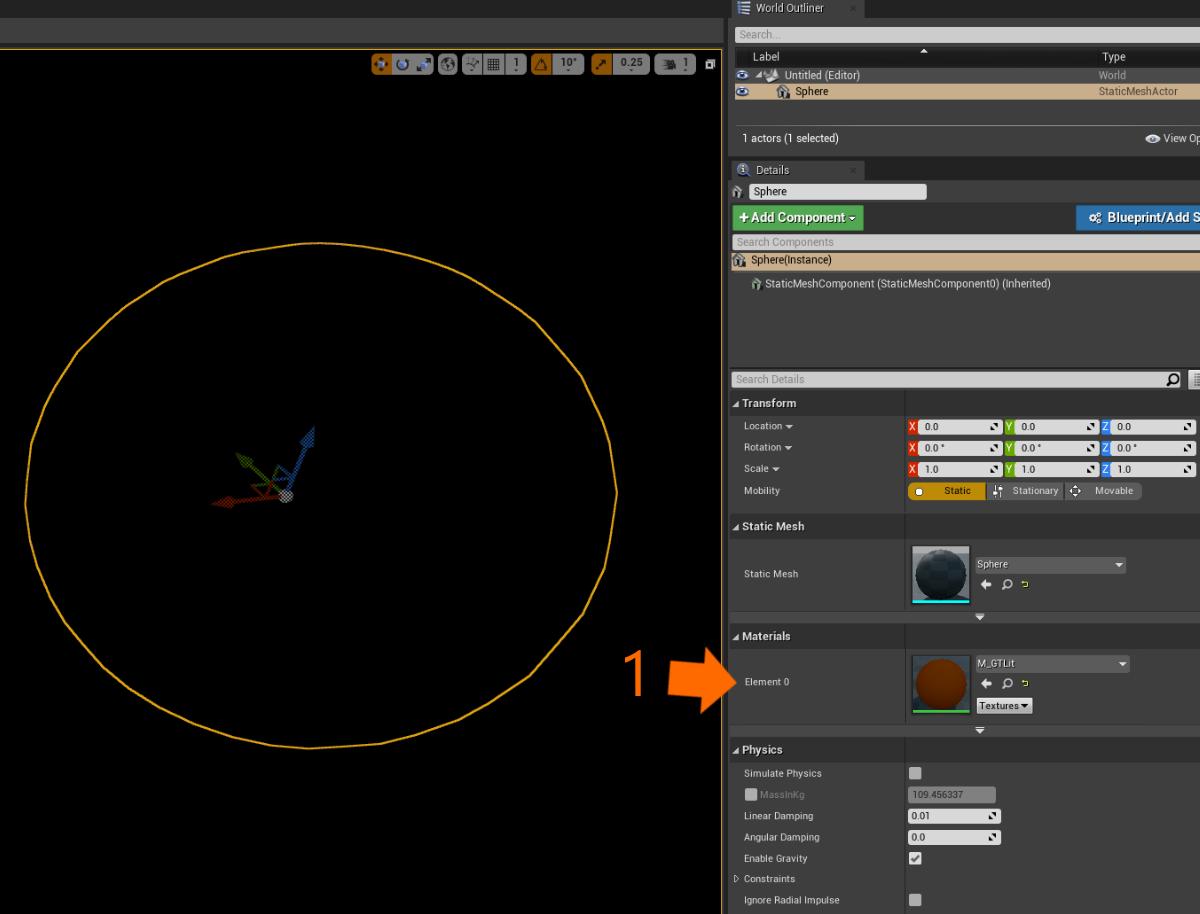 World Outliner
Search...
Label Type
Untitled (Editor) World
Sphere StaticMeshActor
1 actors (1 selected) View Op
1 10° 0.25 1
Details
Sphere
+Add Component Blueprint/Add S
Search Components
Sphere(Instance)
StaticMeshComponent (StaticMeshComponent0) (Inherited)
Search Details
Transform
Location X 0.0 Y 0.0 Z 0.0
Rotation X 0.0 ° Y 0.0 ° Z 0.0 °
Scale X 1.0 Y 1.0 Z 1.0
Mobility Static Stationary Movable
Static Mesh
Static Mesh Sphere
Materials
1 Element 0 M_GTLit
Textures
Physics
Simulate Physics
MassInKg 109.456337
Linear Damping 0.01
Angular Damping 0.0
Enable Gravity
Constraints
Ignore Radial Impulse